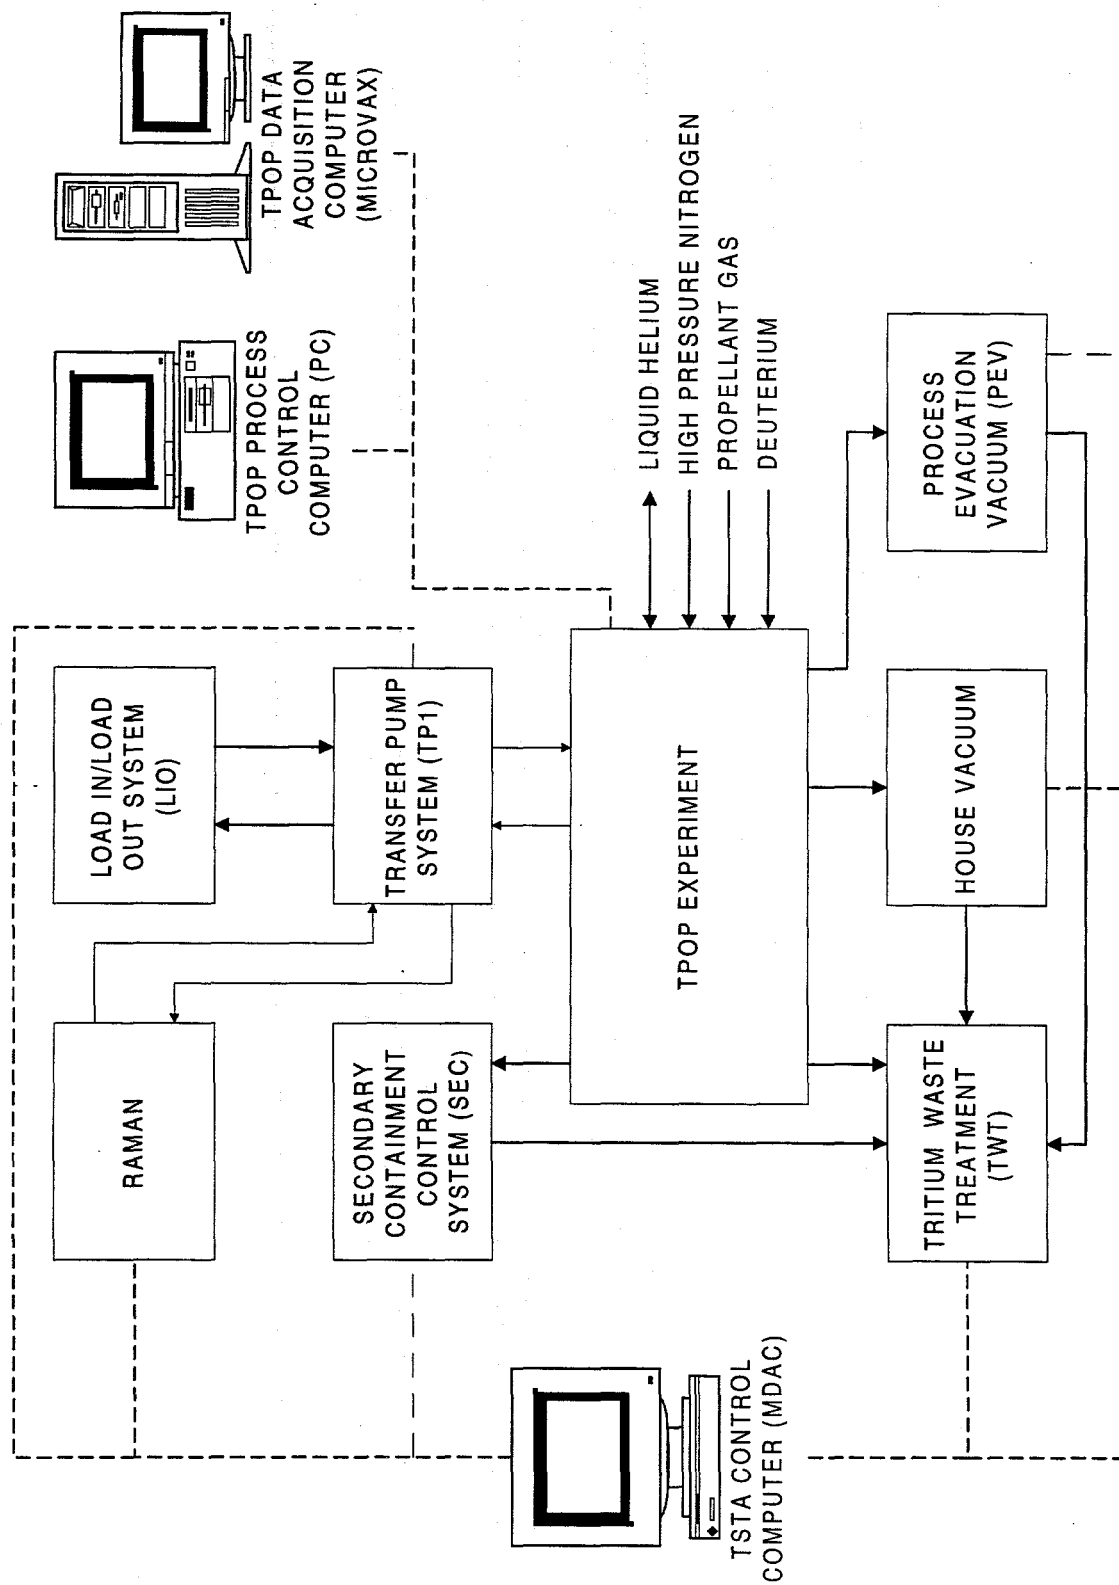 TSTA CONTROL
COMPUTER (MDAC)
RAMAN
LOAD IN/LOAD
OUT SYSTEM
(LIO)
TPOP PROCESS
CONTROL
COMPUTER (PC)
TPOP DATA
ACQUISITION
COMPUTER
(MICROVAX)
SECONDARY
CONTAINMENT
CONTROL
SYSTEM (SEC)
TRANSFER PUMP
SYSTEM (TP1)
TPOP EXPERIMENT
LIQUID HELIUM
HIGH PRESSURE NITROGEN
PROPELLANT GAS
DEUTERIUM
TRITIUM WASTE
TREATMENT
(TWT)
HOUSE VACUUM
PROCESS
EVACUATION
VACUUM (PEV)